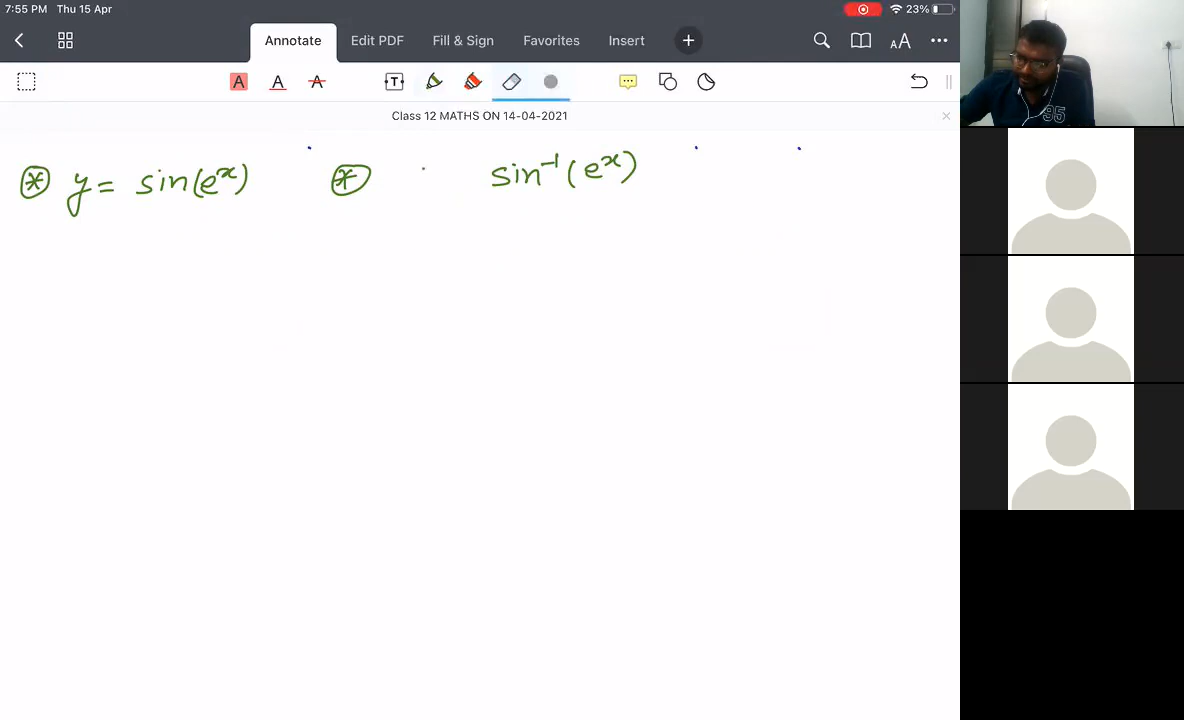 7:55 PM Thu 15 Apr 23%
Annotate Edit PDF Fill & Sign Favorites Insert
Class 12 MATHS ON 14-04-2021
y = sin(eˣ) sin⁻¹(eˣ)
95